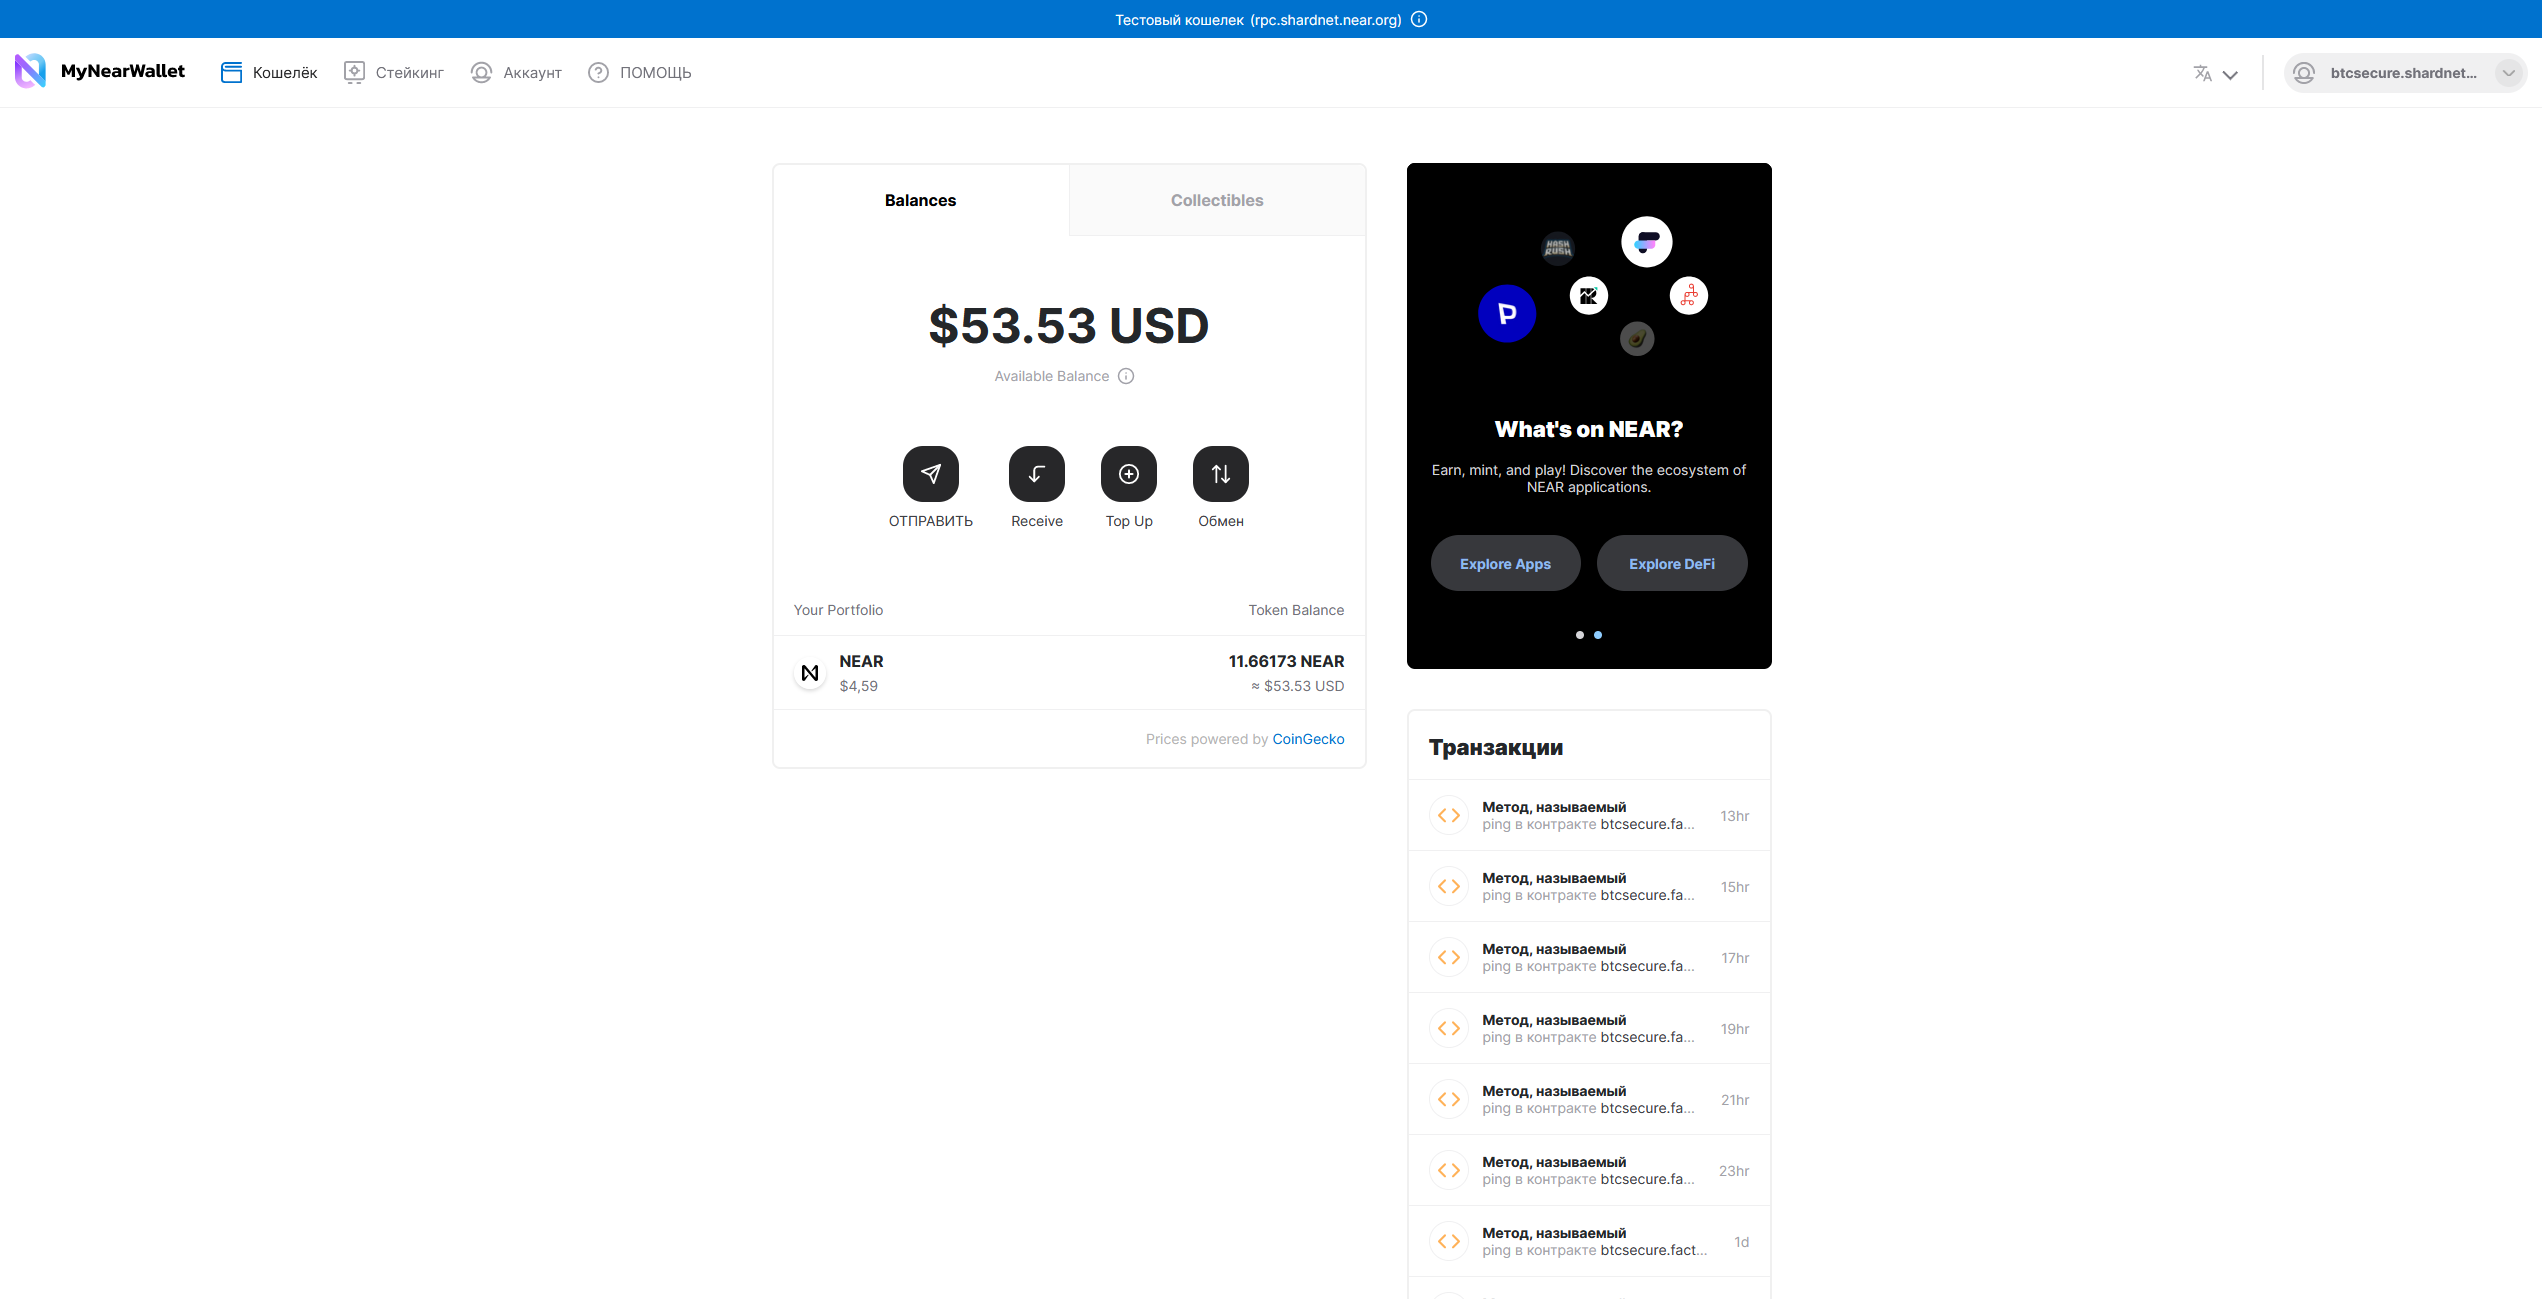 Тестовый кошелек (rpc.shardnet.near.org)
MyNearWallet
Кошелёк
Стейкинг
Аккаунт
ПОМОЩЬ
btcsecure.shardnet...
Balances
Collectibles
$53.53 USD
Available Balance
ОТПРАВИТЬ
Receive
Top Up
Обмен
Your Portfolio
Token Balance
NEAR
11.66173 NEAR
$4,59
≈ $53.53 USD
Prices powered by CoinGecko
HASH
RUSH
What's on NEAR?
Earn, mint, and play! Discover the ecosystem of
NEAR applications.
Explore Apps
Explore DeFi
Транзакции
Метод, называемый
ping в контракте btcsecure.fa...
13hr
Метод, называемый
ping в контракте btcsecure.fa...
15hr
Метод, называемый
ping в контракте btcsecure.fa...
17hr
Метод, называемый
ping в контракте btcsecure.fa...
19hr
Метод, называемый
ping в контракте btcsecure.fa...
21hr
Метод, называемый
ping в контракте btcsecure.fa...
23hr
Метод, называемый
ping в контракте btcsecure.fact...
1d